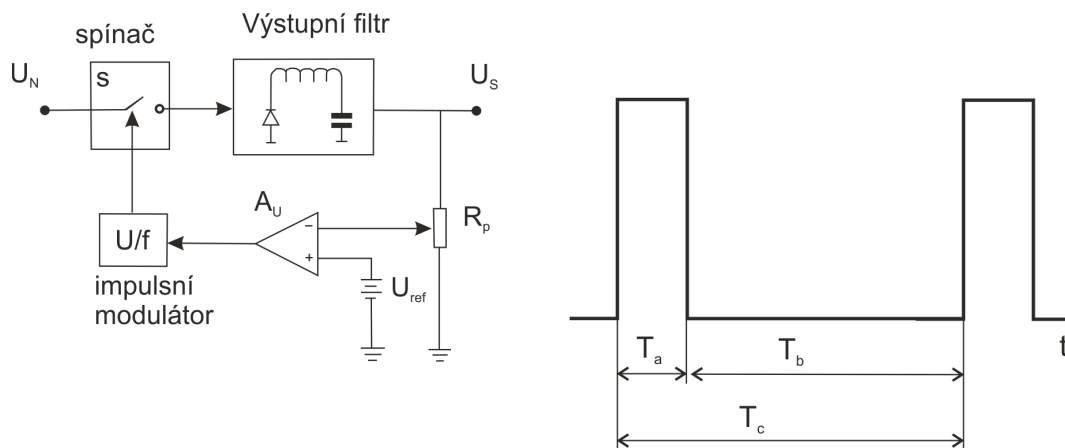 spínač
Výstupní filtr
U_N
s
U_S
A_U
-
+
R_p
U/f
impulsní
modulátor
U_ref
T_a
T_b
t
T_c